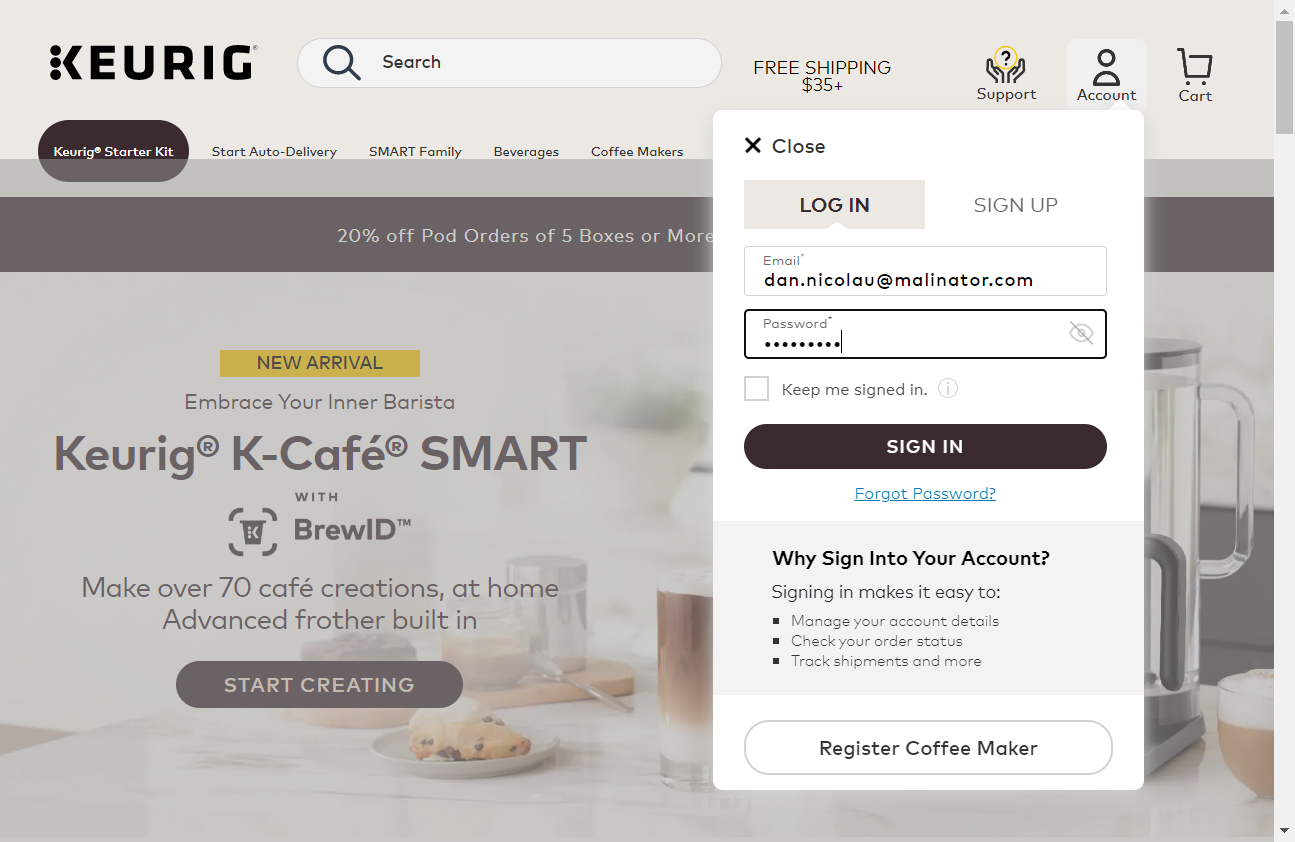 KEURIG®
Search
FREE SHIPPING
$35+
?
Support
Account
Cart
Keurig® Starter Kit
Start Auto-Delivery
SMART Family
Beverages
Coffee Makers
20% off Pod Orders of 5 Boxes or More
NEW ARRIVAL
Embrace Your Inner Barista
Keurig® K-Café® SMART
WITH
BrewID™
Make over 70 café creations, at home
Advanced frother built in
START CREATING
Close
LOG IN
SIGN UP
Email*
dan.nicolau@malinator.com
Password*
•••••••••
Keep me signed in.
SIGN IN
Forgot Password?
Why Sign Into Your Account?
Signing in makes it easy to:
Manage your account details
Check your order status
Track shipments and more
Register Coffee Maker